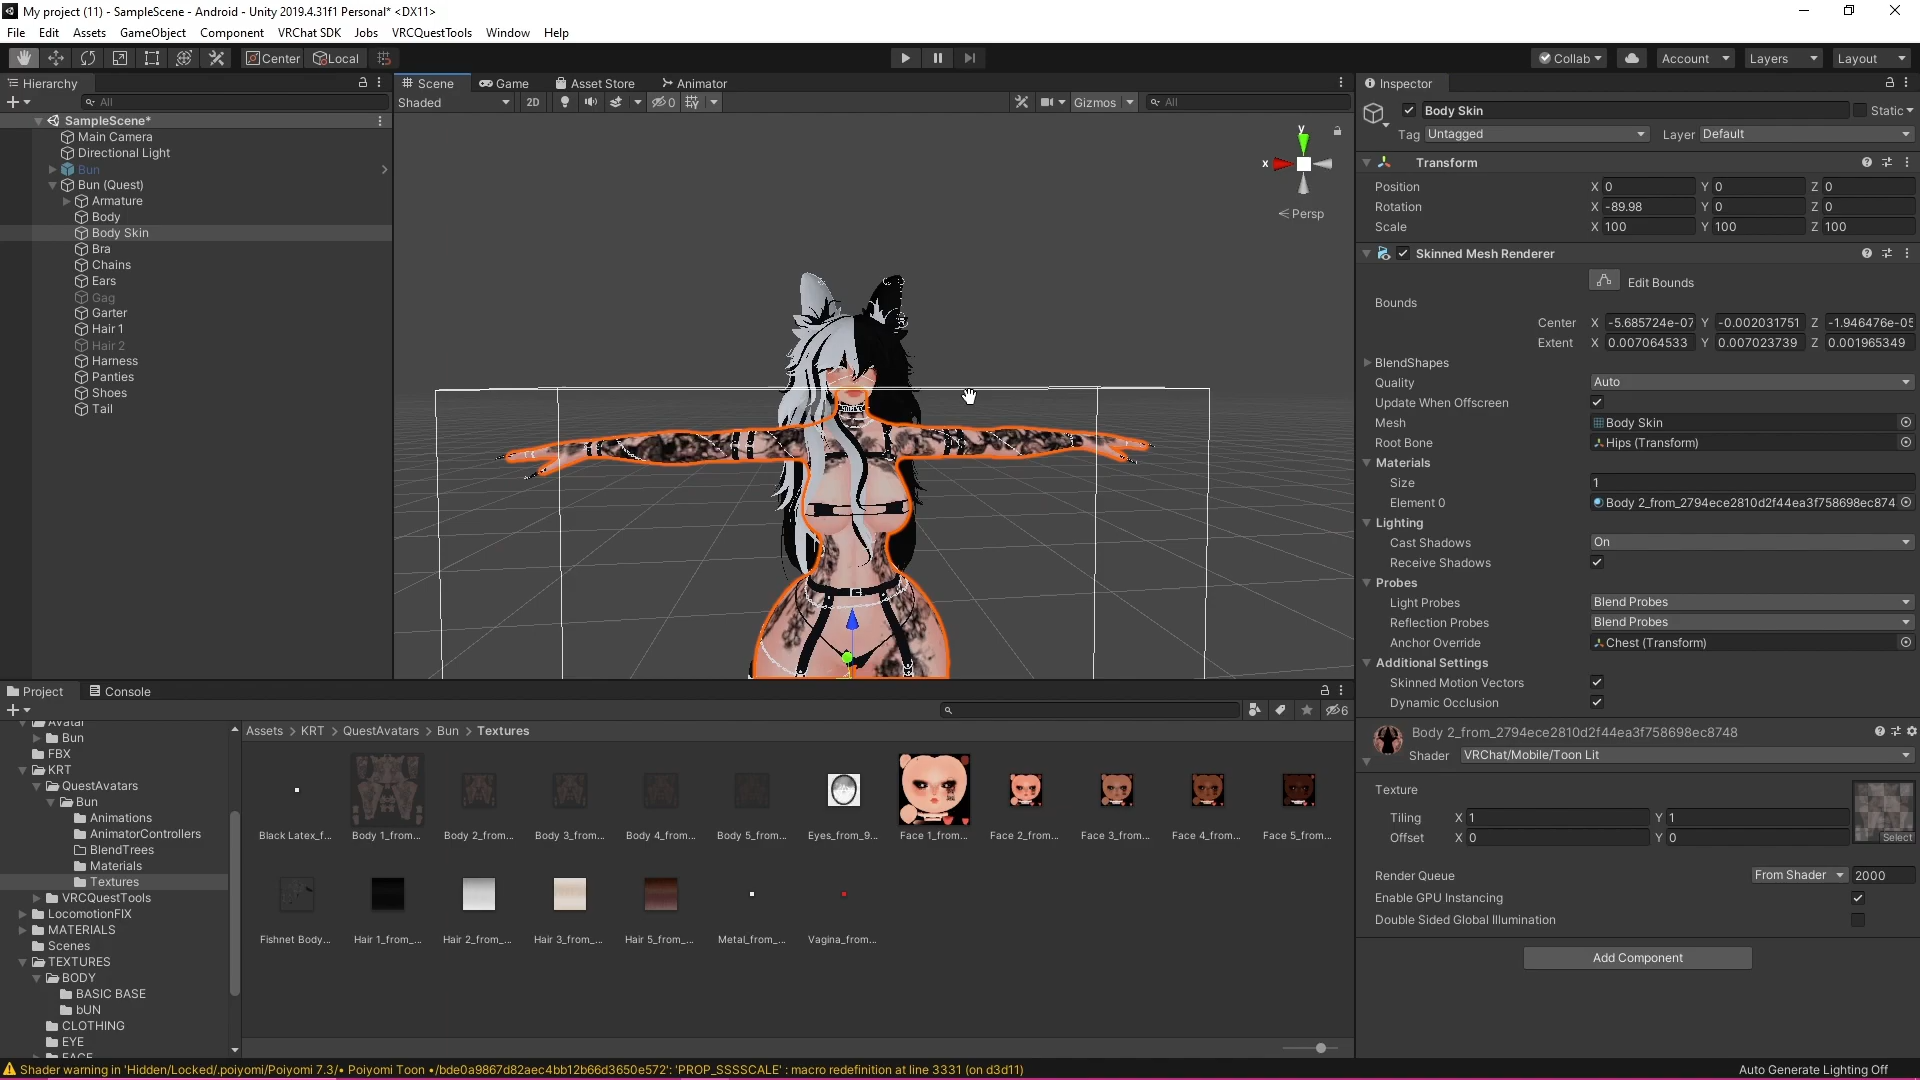 My project (11) - SampleScene - Android - Unity 2019.4.31f1 Personal* <DX11>
File Edit Assets GameObject Component VRChat SDK Jobs VRCQuestTools Window Help
Center Local Collab Account Layers Layout
Hierarchy
All
SampleScene*
Main Camera
Directional Light
Bun
Bun (Quest)
Armature
Body
Body Skin
Bra
Chains
Ears
Gag
Garter
Hair 1
Hair 2
Harness
Panties
Shoes
Tail
Scene Game Asset Store Animator
Shaded 2D 0 Gizmos All
y
x
Persp
Inspector
Body Skin Static
Tag Untagged Layer Default
Transform
Position X 0 Y 0 Z 0
Rotation X -89.98 Y 0 Z 0
Scale X 100 Y 100 Z 100
Skinned Mesh Renderer
Edit Bounds
Bounds
Center X -5.685724e-07 Y -0.002031751 Z -1.946476e-05
Extent X 0.007064533 Y 0.007023739 Z 0.001965349
BlendShapes
Quality Auto
Update When Offscreen
Mesh Body Skin
Root Bone Hips (Transform)
Materials
Size 1
Element 0 Body 2_from_2794ece2810d2f44ea3f758698ec874
Lighting
Cast Shadows On
Receive Shadows
Probes
Light Probes Blend Probes
Reflection Probes Blend Probes
Anchor Override Chest (Transform)
Additional Settings
Skinned Motion Vectors
Dynamic Occlusion
Body 2_from_2794ece2810d2f44ea3f758698ec8748
Shader VRChat/Mobile/Toon Lit
Texture
Tiling X 1 Y 1
Offset X 0 Y 0
Select
Render Queue From Shader 2000
Enable GPU Instancing
Double Sided Global Illumination
Add Component
Project Console
6
Avatar
Bun
FBX
KRT
QuestAvatars
Bun
Animations
AnimatorControllers
BlendTrees
Materials
Textures
VRCQuestTools
LocomotionFIX
MATERIALS
Scenes
TEXTURES
BODY
BASIC BASE
bUN
CLOTHING
EYE
FACE
Assets > KRT > QuestAvatars > Bun > Textures
Black Latex_f... Body 1_from... Body 2_from... Body 3_from... Body 4_from... Body 5_from... Eyes_from_9... Face 1_from... Face 2_from... Face 3_from... Face 4_from... Face 5_from...
Fishnet Body... Hair 1_from_... Hair 2_from_... Hair 3_from_... Hair 5_from_... Metal_from_... Vagina_from...
Shader warning in 'Hidden/Locked/.poiyomi/Poiyomi 7.3/• Poiyomi Toon •/bde0a9867d82aec4bb12b66d3650e572': 'PROP_SSSSCALE' : macro redefinition at line 3331 (on d3d11)
Auto Generate Lighting Off